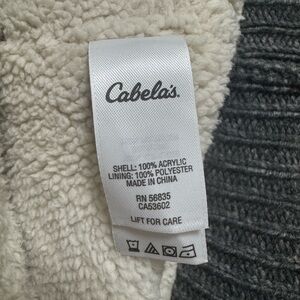 Cabela's
SHELL: 100% ACRYLIC
LINING: 100% POLYESTER
MADE IN CHINA
RN 56835
CA53602
LIFT FOR CARE